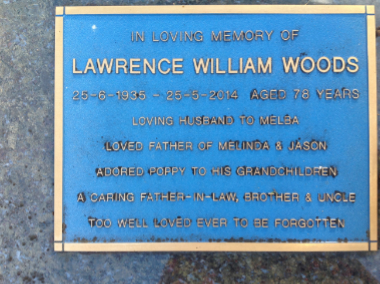 IN LOVING MEMORY OF
LAWRENCE WILLIAM WOODS
25-6-1935 - 25-5-2014 AGED 78 YEARS
LOVING HUSBAND TO MELBA
LOVED FATHER OF MELINDA & JASON
ADORED POPPY TO HIS GRANDCHILDREN
A CARING FATHER-IN-LAW, BROTHER & UNCLE
TOO WELL LOVED EVER TO BE FORGOTTEN